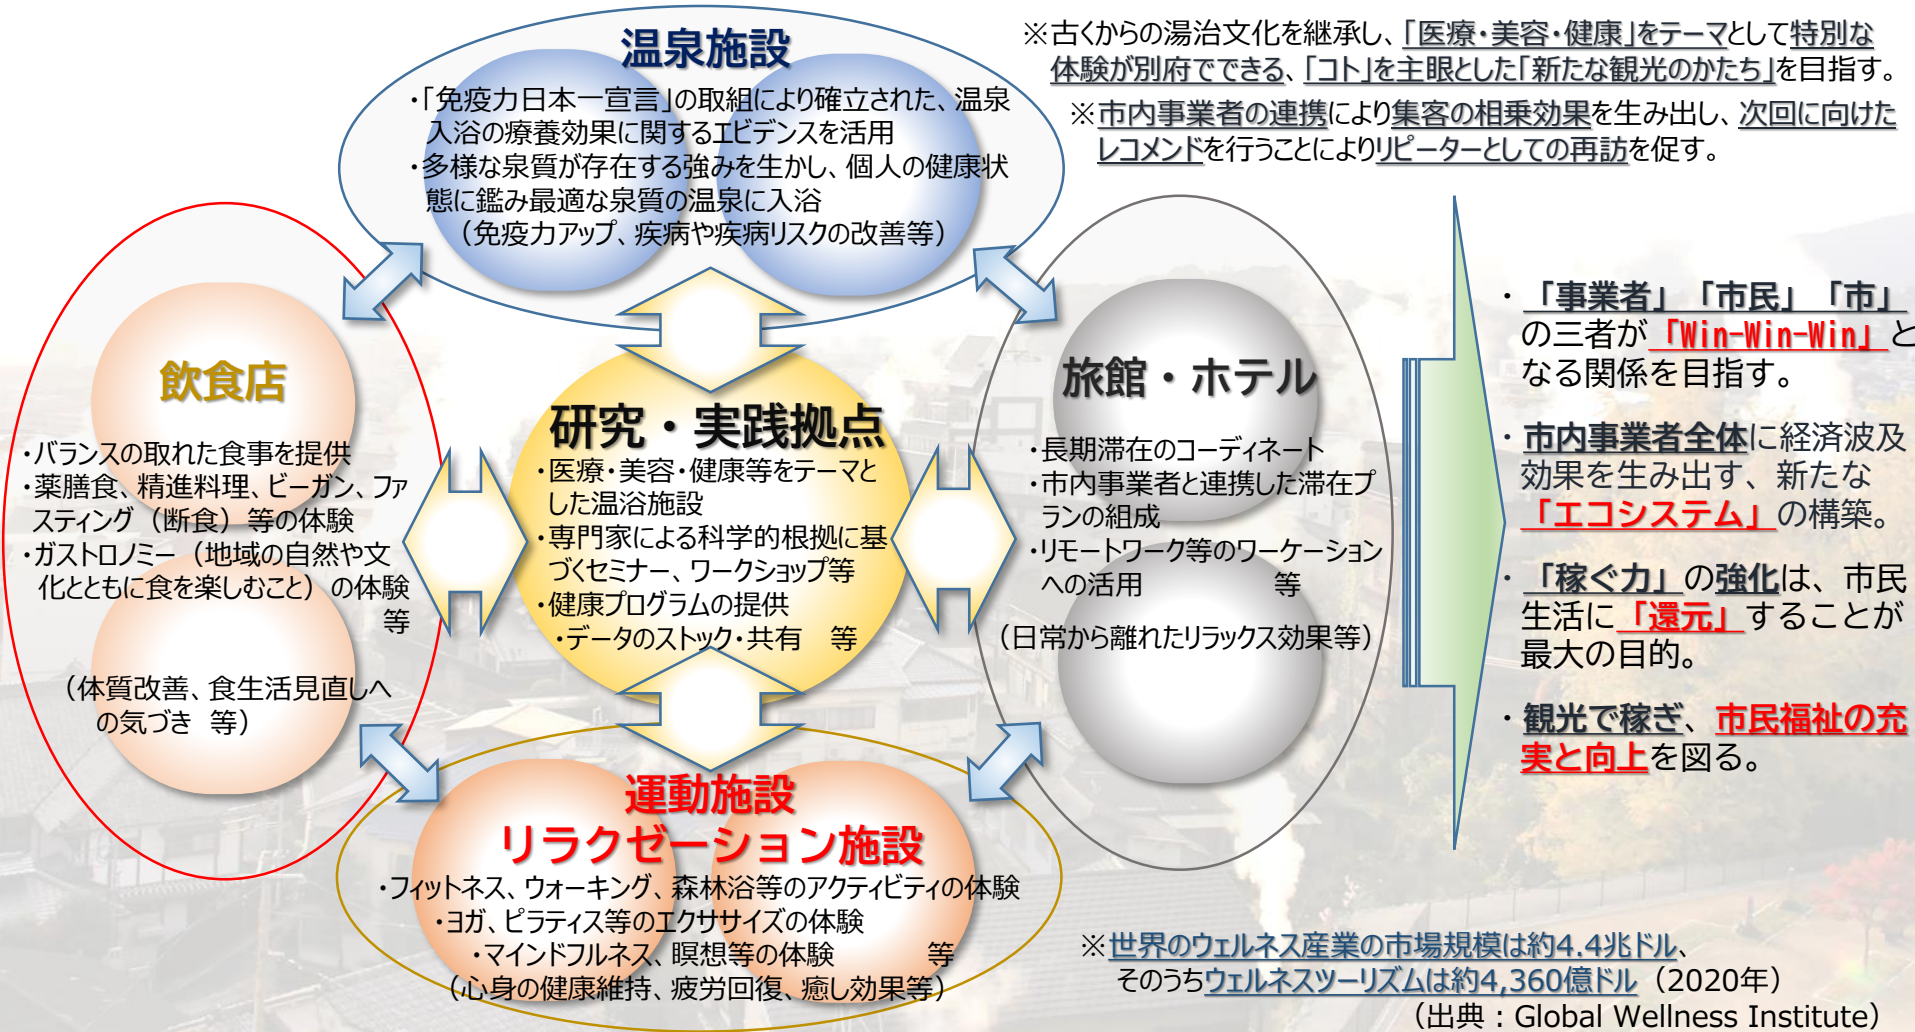 ※古くからの湯治文化を継承し、「医療・美容・健康」をテーマとして特別な
体験が別府でできる、「コト」を主眼とした「新たな観光のかたち」を目指す。
※市内事業者の連携により集客の相乗効果を生み出し、次回に向けた
レコメンドを行うことによりリピーターとしての再訪を促す。
温泉施設
・「免疫力日本一宣言」の取組により確立された、温泉
入浴の療養効果に関するエビデンスを活用
・多様な泉質が存在する強みを生かし、個人の健康状
態に鑑み最適な泉質の温泉に入浴
（免疫力アップ、疾病や疾病リスクの改善等）
飲食店
・バランスの取れた食事を提供
・薬膳食、精進料理、ビーガン、ファ
スティング（断食）等の体験
・ガストロノミー（地域の自然や文
化とともに食を楽しむこと）の体験
等
（体質改善、食生活見直しへ
の気づき 等）
研究・実践拠点
・医療・美容・健康等をテーマと
した温浴施設
・専門家による科学的根拠に基
づくセミナー、ワークショップ等
・健康プログラムの提供
・データのストック・共有　等
旅館・ホテル
・長期滞在のコーディネート
・市内事業者と連携した滞在プ
ランの組成
・リモートワーク等のワーケーション
への活用　　　　　等
（日常から離れたリラックス効果等）
運動施設
リラクゼーション施設
・フィットネス、ウォーキング、森林浴等のアクティビティの体験
・ヨガ、ピラティス等のエクササイズの体験
・マインドフルネス、瞑想等の体験　　　　等
（心身の健康維持、疲労回復、癒し効果等）
・「事業者」「市民」「市」
の三者が「Win-Win-Win」と
なる関係を目指す。
・市内事業者全体に経済波及
効果を生み出す、新たな
「エコシステム」の構築。
・「稼ぐ力」の強化は、市民
生活に「還元」することが
最大の目的。
・観光で稼ぎ、市民福祉の充
実と向上を図る。
※世界のウェルネス産業の市場規模は約4.4兆ドル、
そのうちウェルネスツーリズムは約4,360億ドル（2020年）
（出典：Global Wellness Institute）